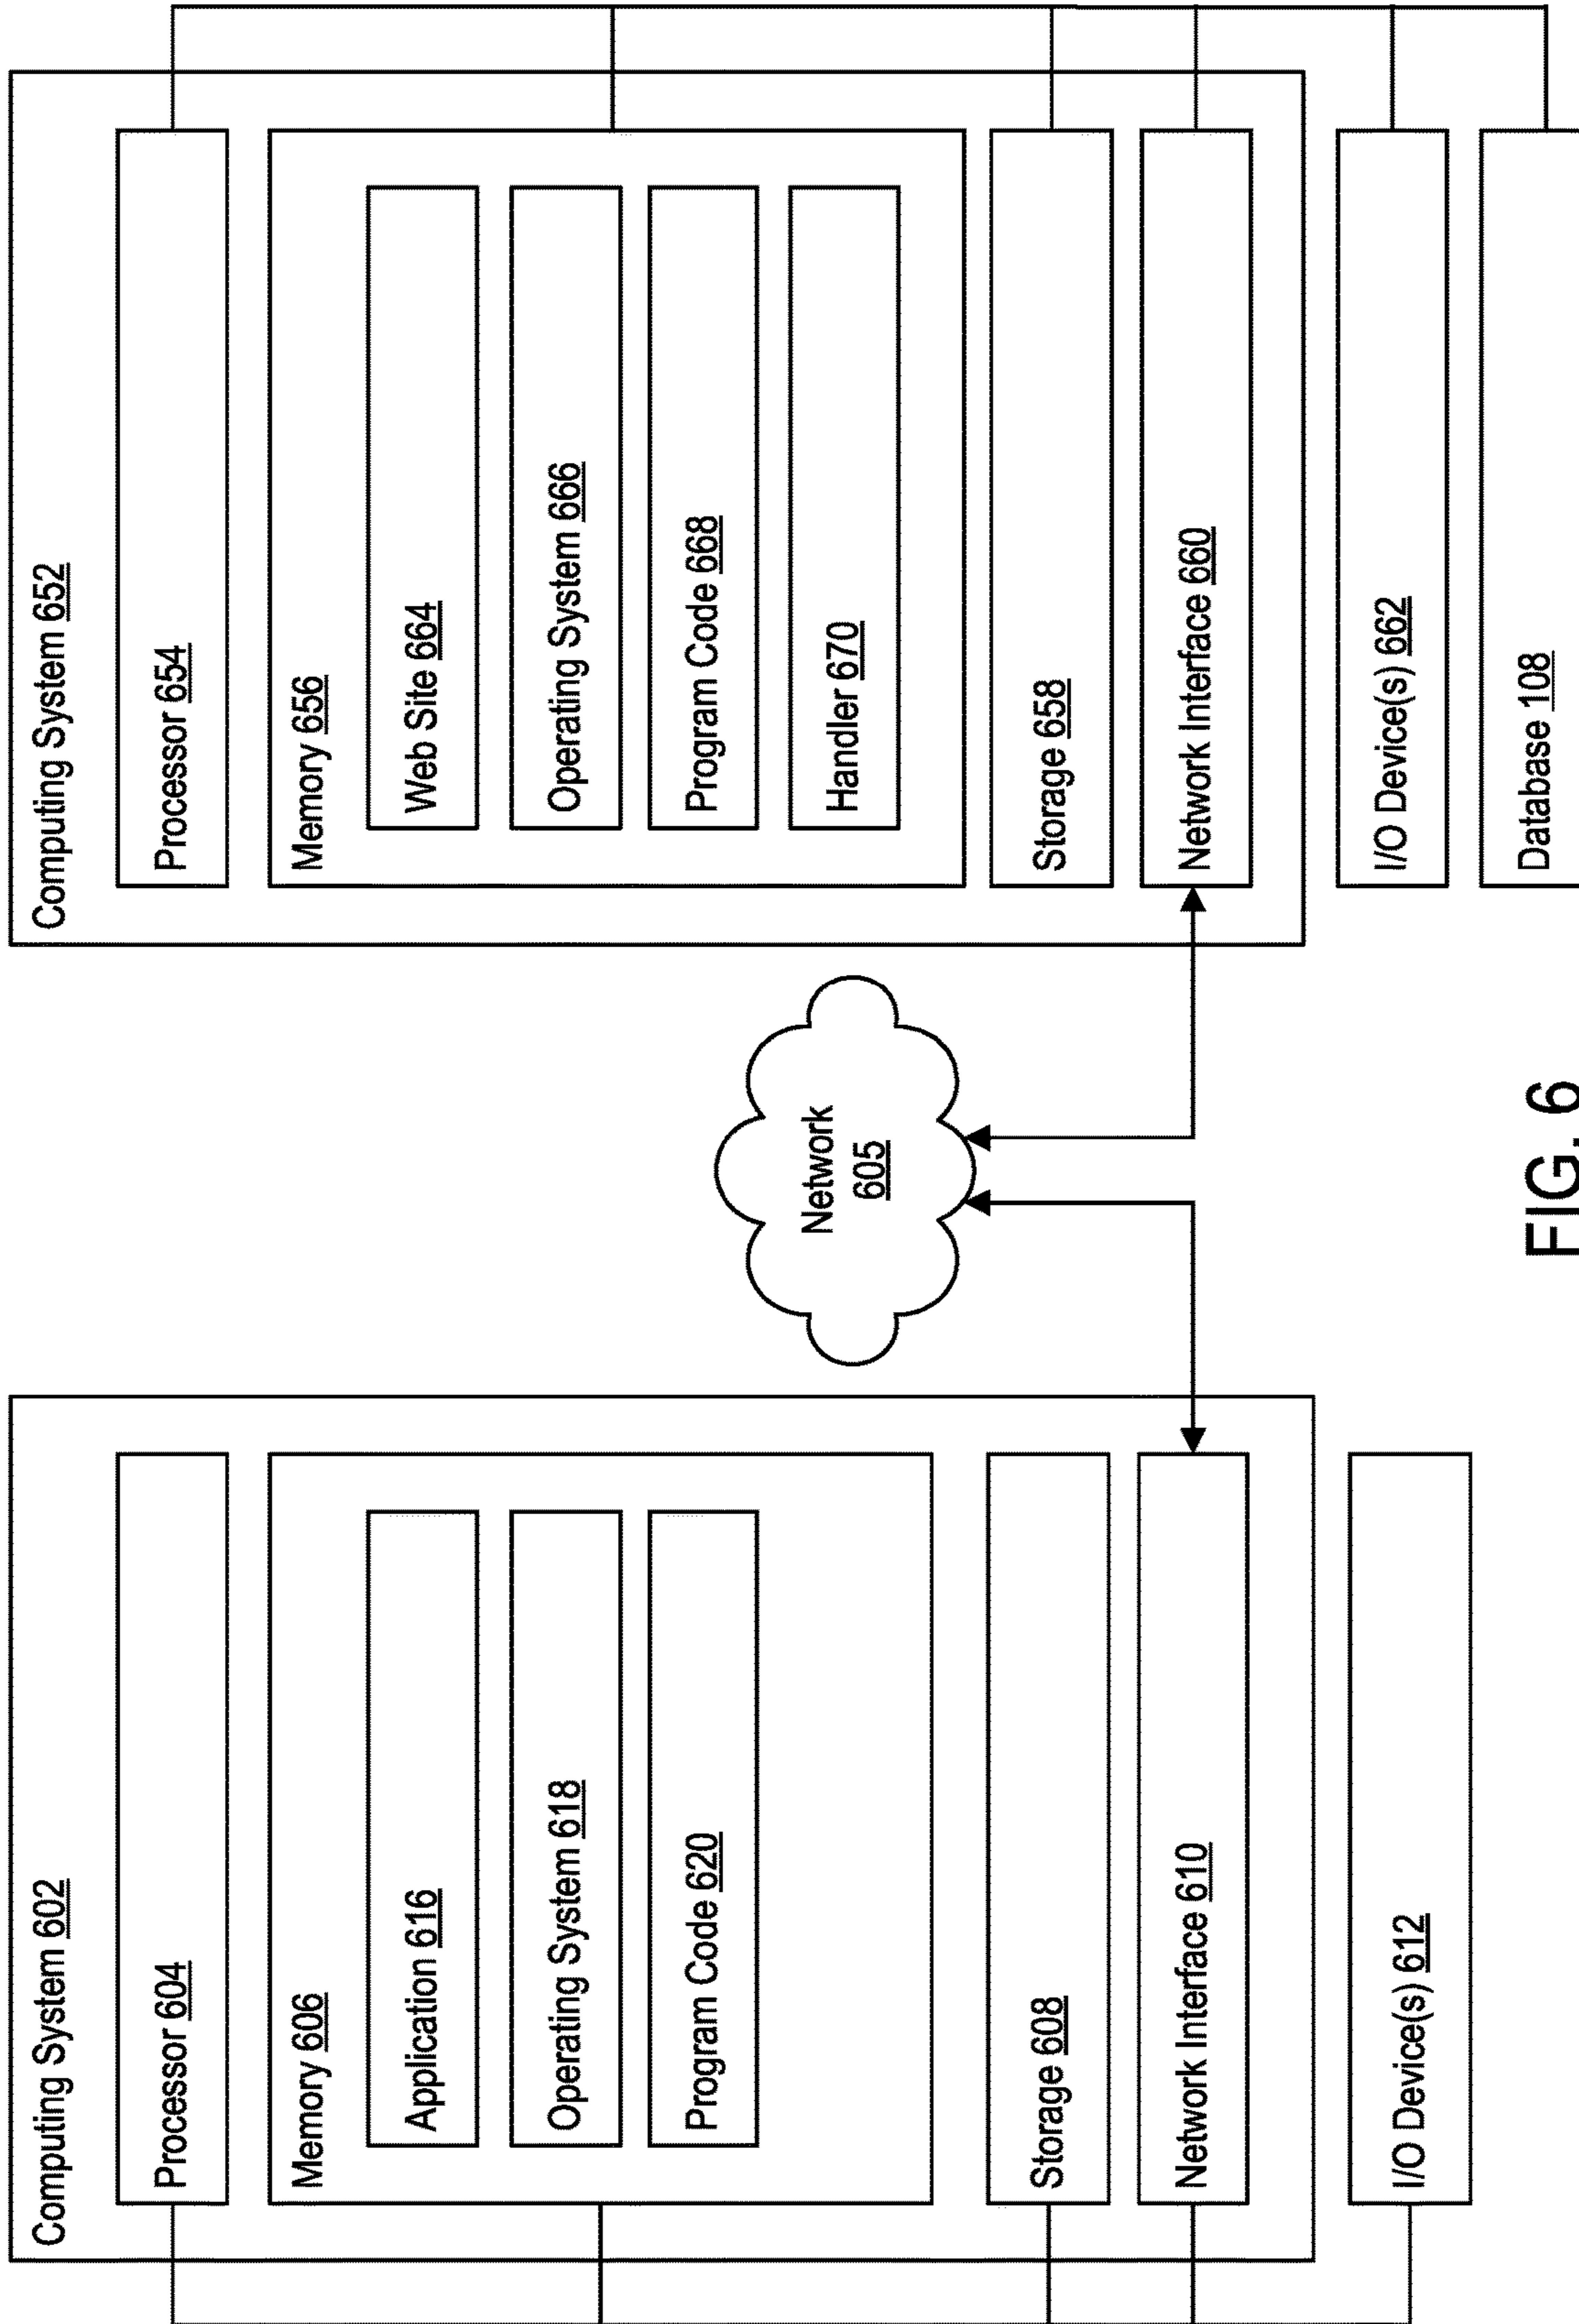 Computing System 602
Processor 604
Memory 606
Application 616
Operating System 618
Program Code 620
Storage 608
Network Interface 610
I/O Device(s) 612
Network
605
Computing System 652
Processor 654
Memory 656
Web Site 664
Operating System 666
Program Code 668
Handler 670
Storage 658
Network Interface 660
I/O Device(s) 662
Database 108
FIG. 6